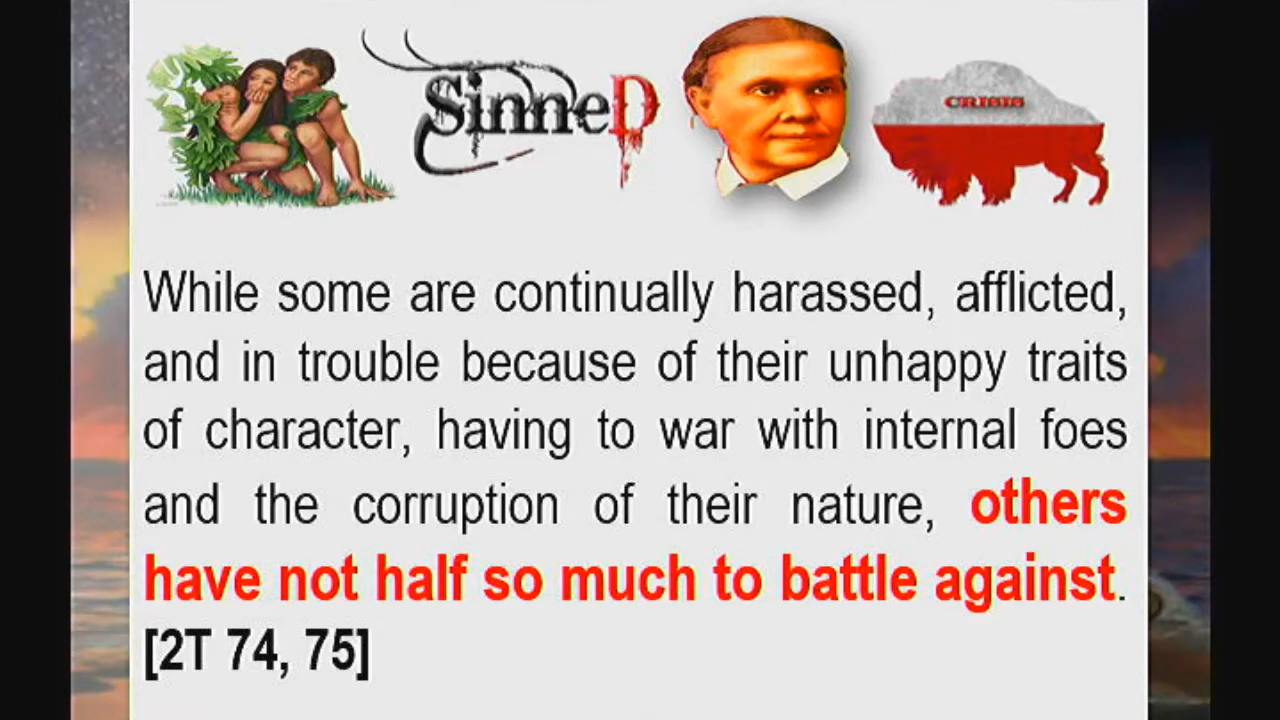 SinneD
CRISIS
While some are continually harassed, afflicted,
and in trouble because of their unhappy traits
of character, having to war with internal foes
and the corruption of their nature, others
have not half so much to battle against.
[2T 74, 75]